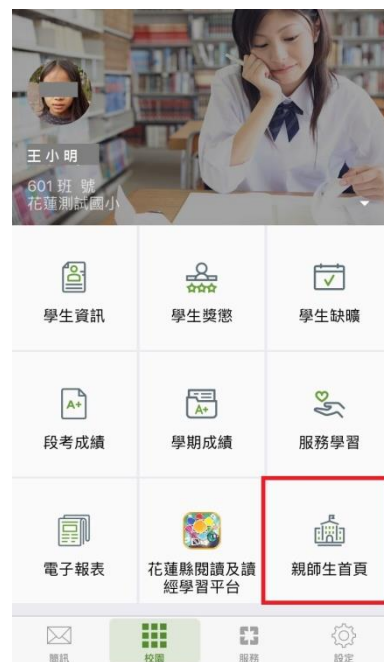 王小明
601 班 號
花蓮測試國小
學生資訊
學生獎懲
學生缺曠
A+
段考成績
A+
學期成績
服務學習
電子報表
花蓮縣閱讀及讀
經學習平台
親師生首頁
簡訊
校園
服務
設定